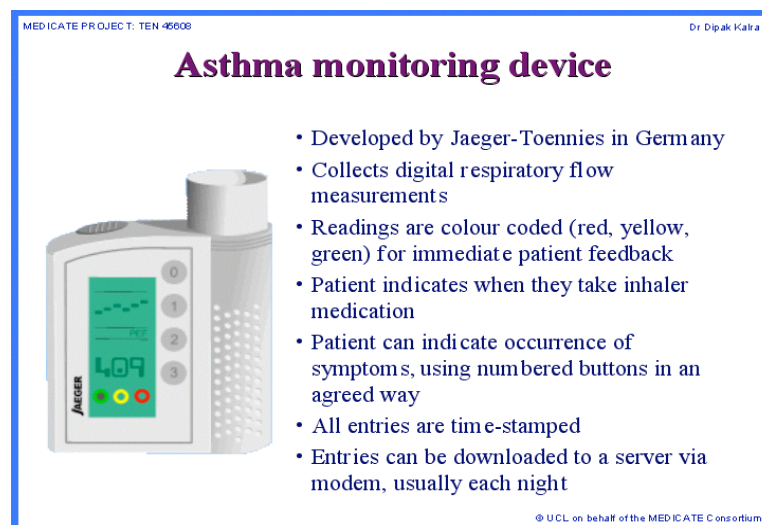 MEDICATE PROJECT: TEN 45608
Dr Dipak Kalra
Asthma monitoring device
• Developed by Jaeger-Toennies in Germany
• Collects digital respiratory flow
measurements
• Readings are colour coded (red, yellow,
green) for immediate patient feedback
• Patient indicates when they take inhaler
medication
• Patient can indicate occurrence of
symptoms, using numbered buttons in an
agreed way
• All entries are time-stamped
• Entries can be downloaded to a server via
modem, usually each night
0
1
PEF
2
409
3
JAEGER
© UCL on behalf of the MEDICATE Consortium